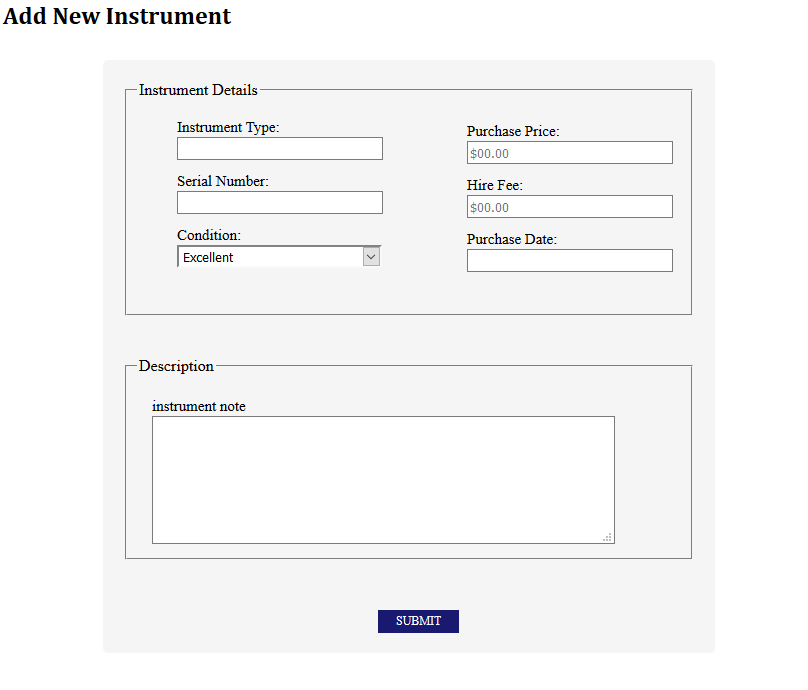 Add New Instrument
Instrument Details
Instrument Type:
Serial Number:
Condition:
Excellent
Purchase Price:
$00.00
Hire Fee:
$00.00
Purchase Date:
Description
instrument note
SUBMIT